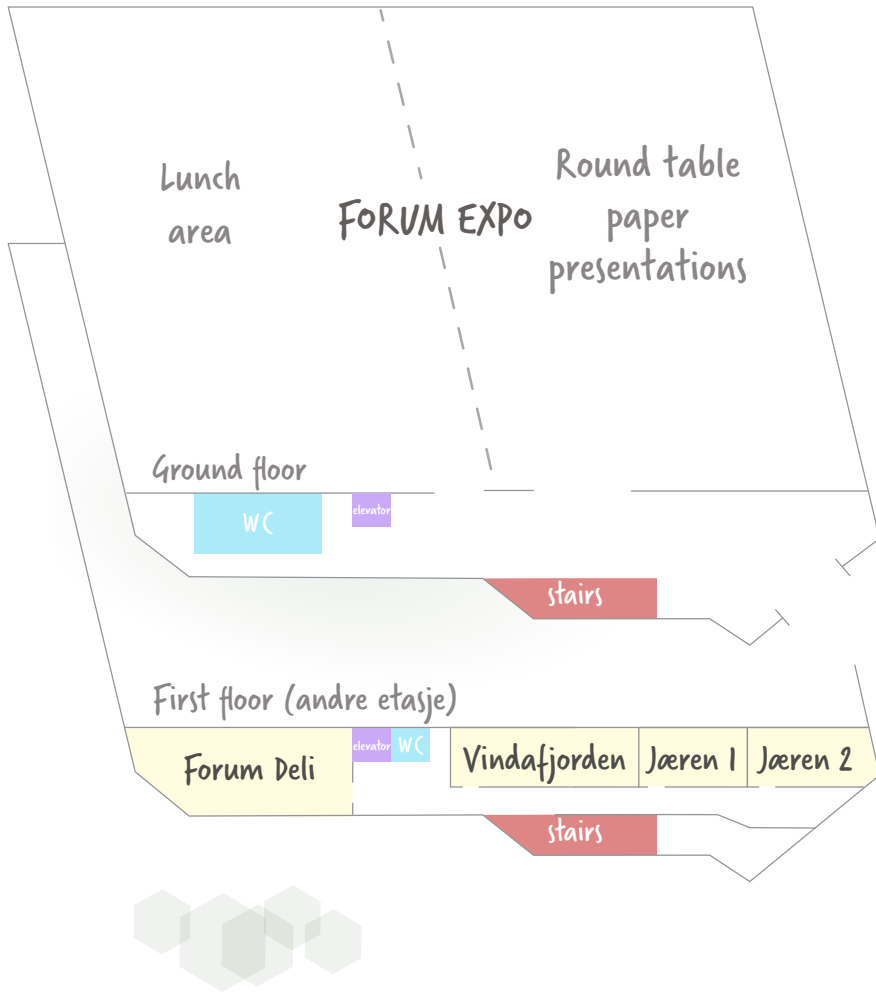 Lunch
area
FORUM EXPO
Round table
paper
presentations
Ground floor
WC
elevator
stairs
First floor (andre etasje)
Forum Deli
elevator
WC
Vindafjorden
Jæren 1
Jæren 2
stairs